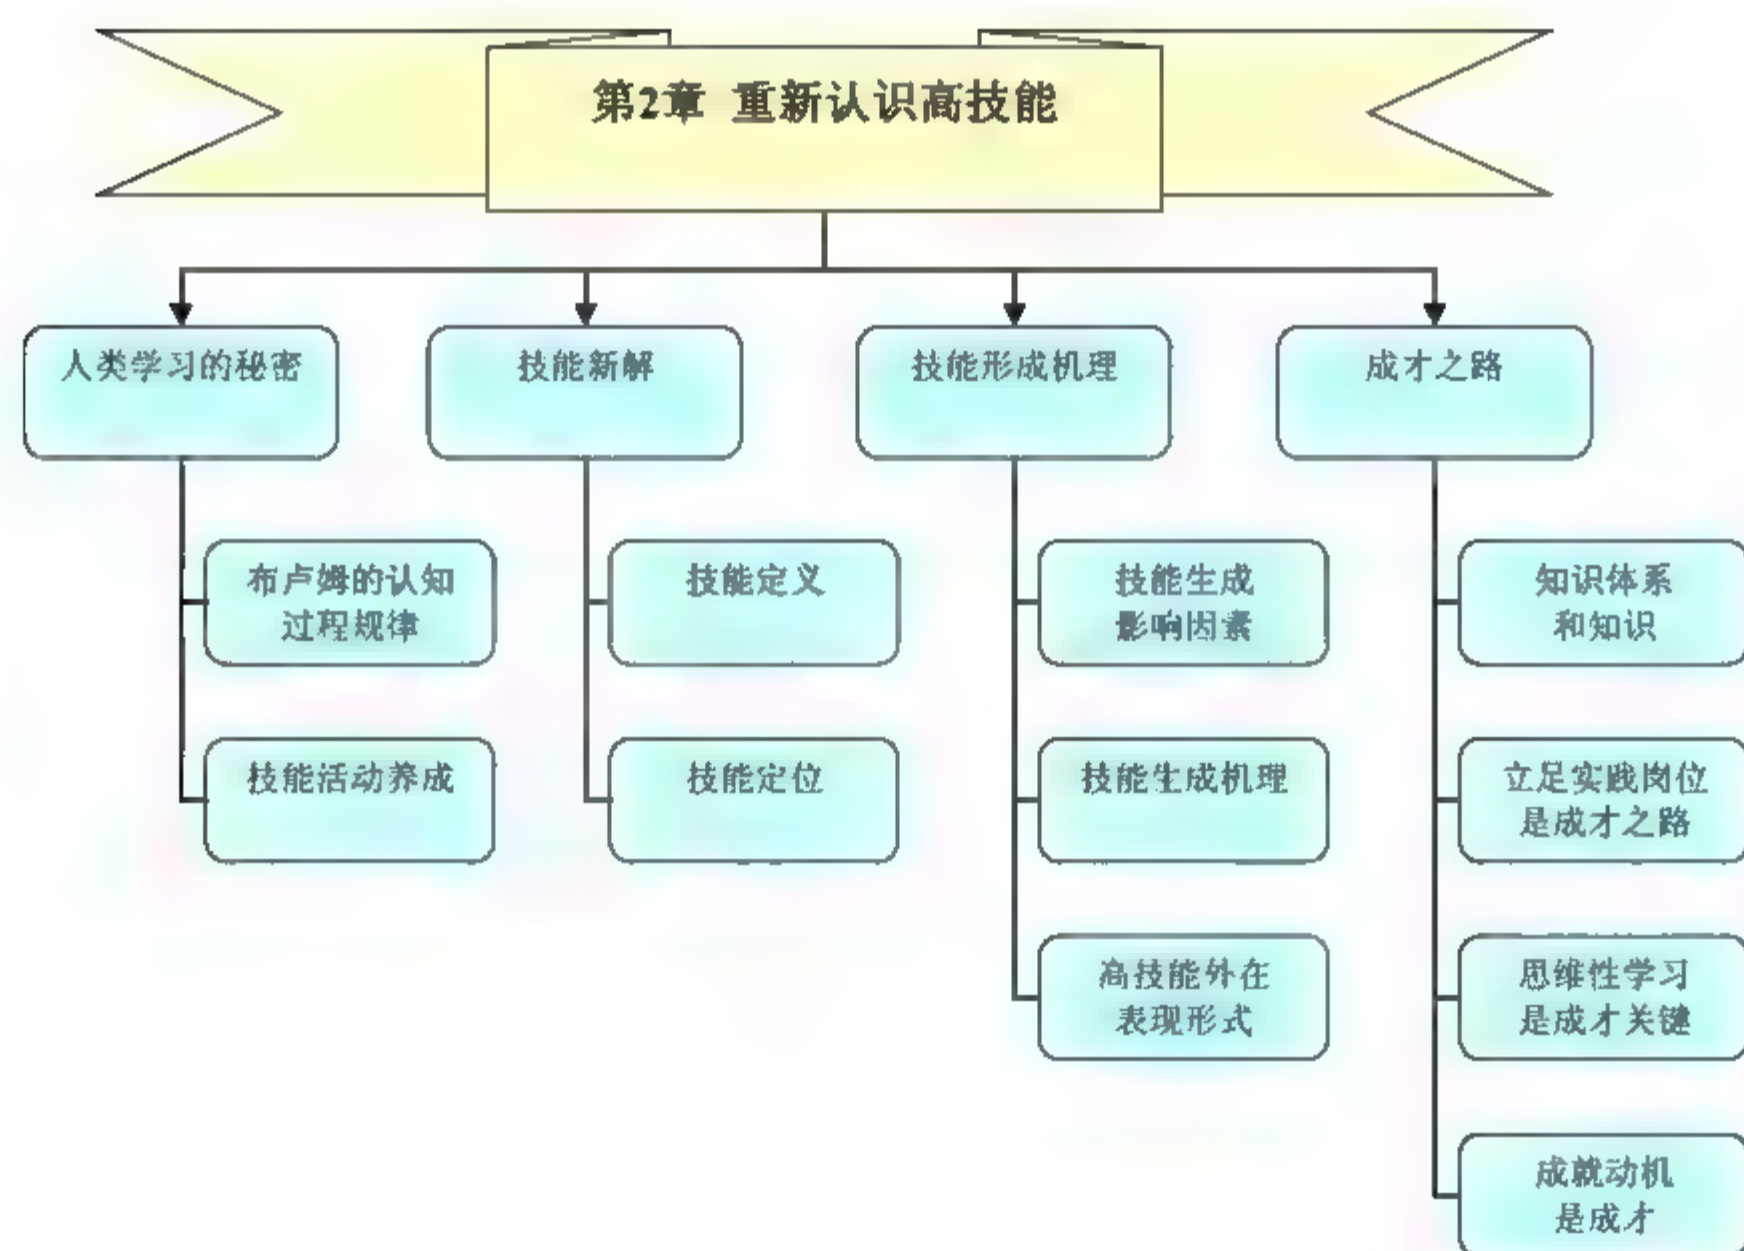 第2章 重新认识高技能
人类学习的秘密
技能新解
技能形成机理
成才之路
布卢姆的认知
过程规律
技能定义
技能生成
影响因素
知识体系
和知识
技能活动养成
技能定位
技能生成机理
立足实践岗位
是成才之路
高技能外在
表现形式
思维性学习
是成才关键
成就动机
是成才